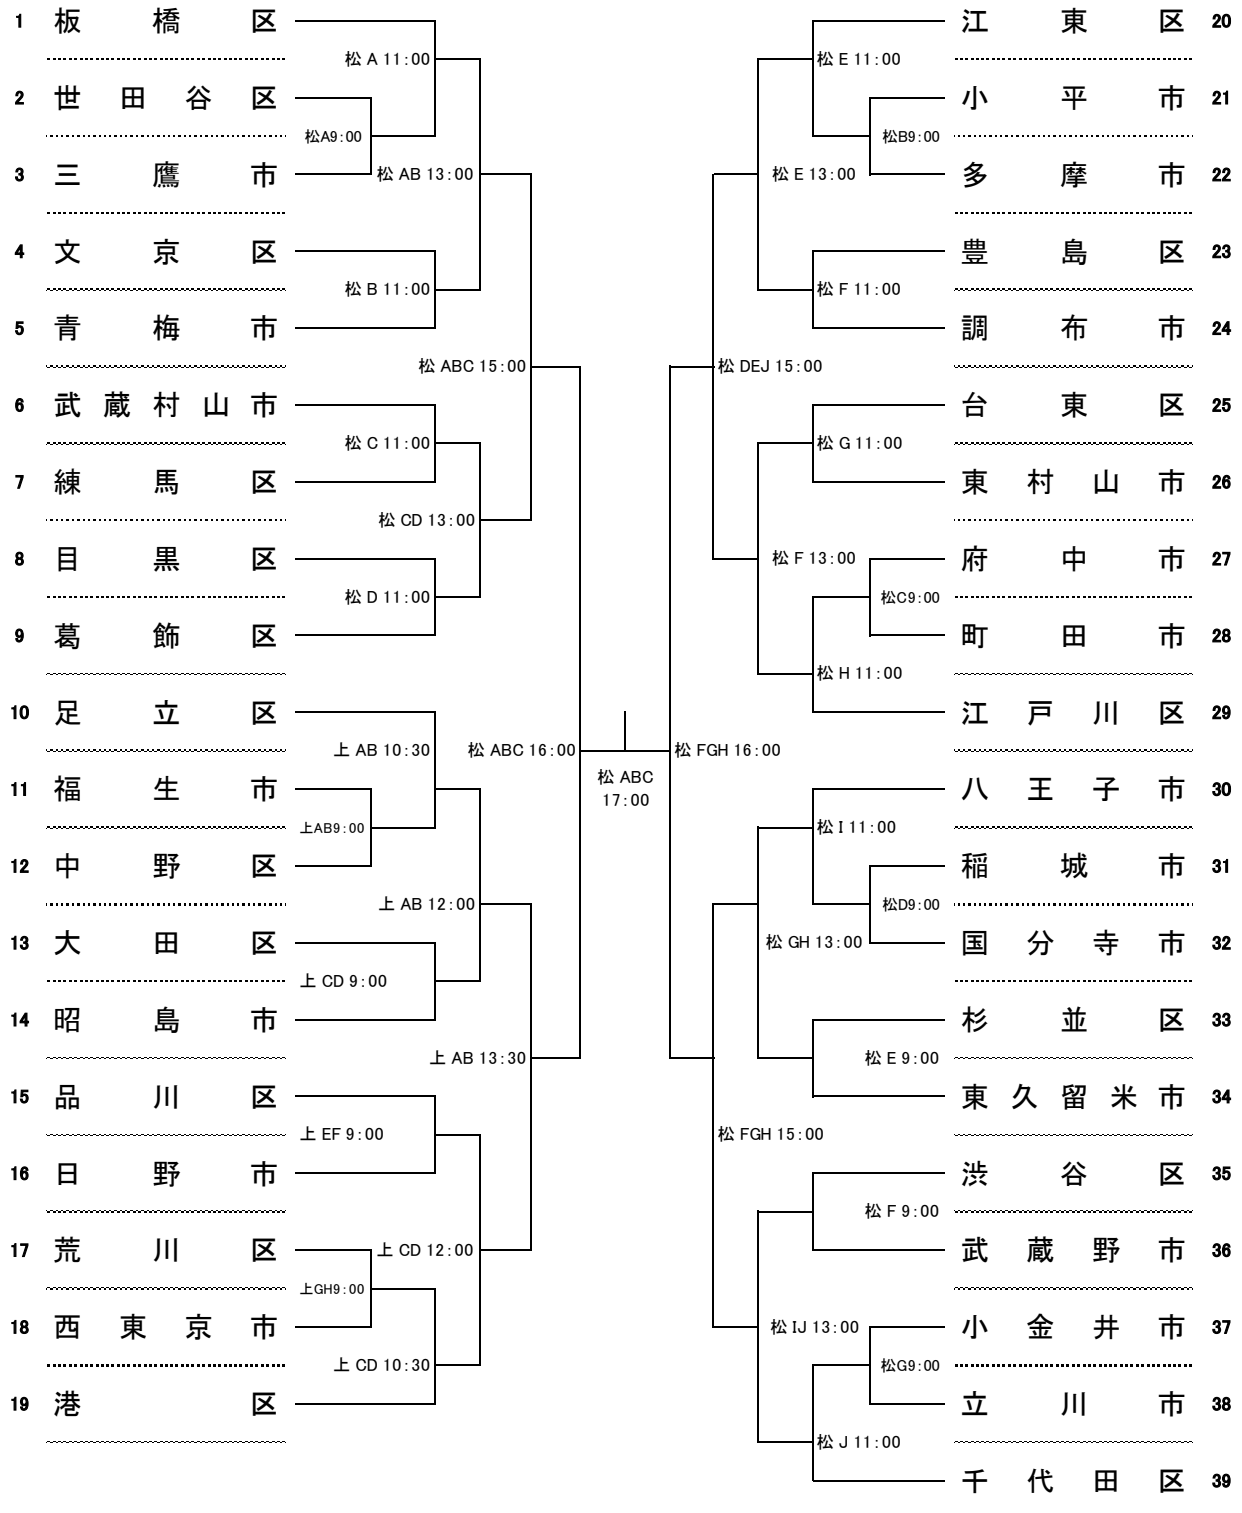 1 板橋区
松 A 11:00
2 世田谷区
松A9:00
3 三鷹市
松 AB 13:00
4 文京区
松 B 11:00
5 青梅市
松 ABC 15:00
6 武蔵村山市
松 C 11:00
7 練馬区
松 CD 13:00
8 目黒区
松 D 11:00
9 葛飾区
10 足立区
上 AB 10:30
松 ABC 16:00
11 福生市
上AB9:00
12 中野区
上 AB 12:00
13 大田区
上 CD 9:00
14 昭島市
上 AB 13:30
15 品川区
上 EF 9:00
16 日野市
17 荒川区
上 CD 12:00
上GH9:00
18 西東京市
上 CD 10:30
19 港区
松 ABC
17:00
江東区 20
松 E 11:00
小平市 21
松B9:00
多摩市 22
松 E 13:00
豊島区 23
松 F 11:00
調布市 24
松 DEJ 15:00
台東区 25
松 G 11:00
東村山市 26
松 F 13:00
府中市 27
松C9:00
町田市 28
松 H 11:00
江戸川区 29
松 FGH 16:00
八王子市 30
松 I 11:00
稲城市 31
松D9:00
松 GH 13:00
国分寺市 32
杉並区 33
松 E 9:00
東久留米市 34
松 FGH 15:00
渋谷区 35
松 F 9:00
武蔵野市 36
松 IJ 13:00
小金井市 37
松G9:00
立川市 38
松 J 11:00
千代田区 39